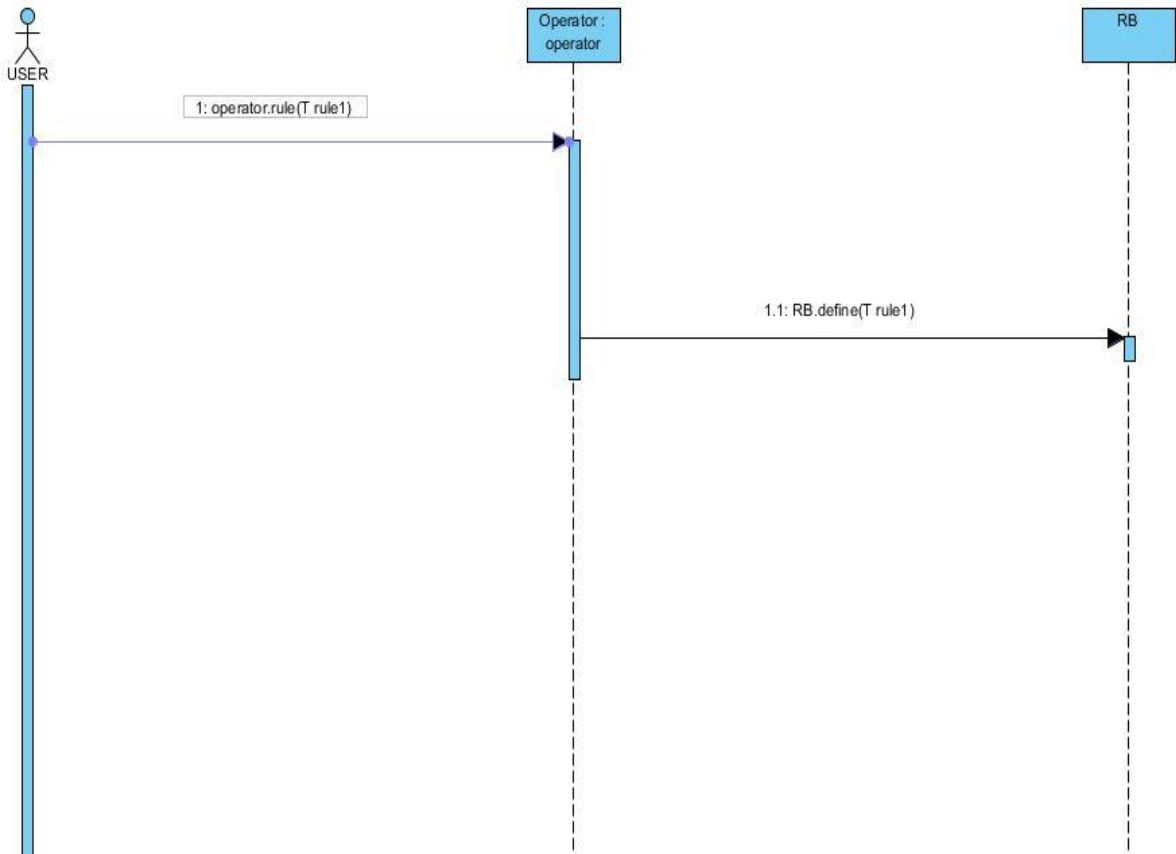 Operator :
operator
RB
USER
1: operator.rule(T rule1)
1.1: RB.define(T rule1)